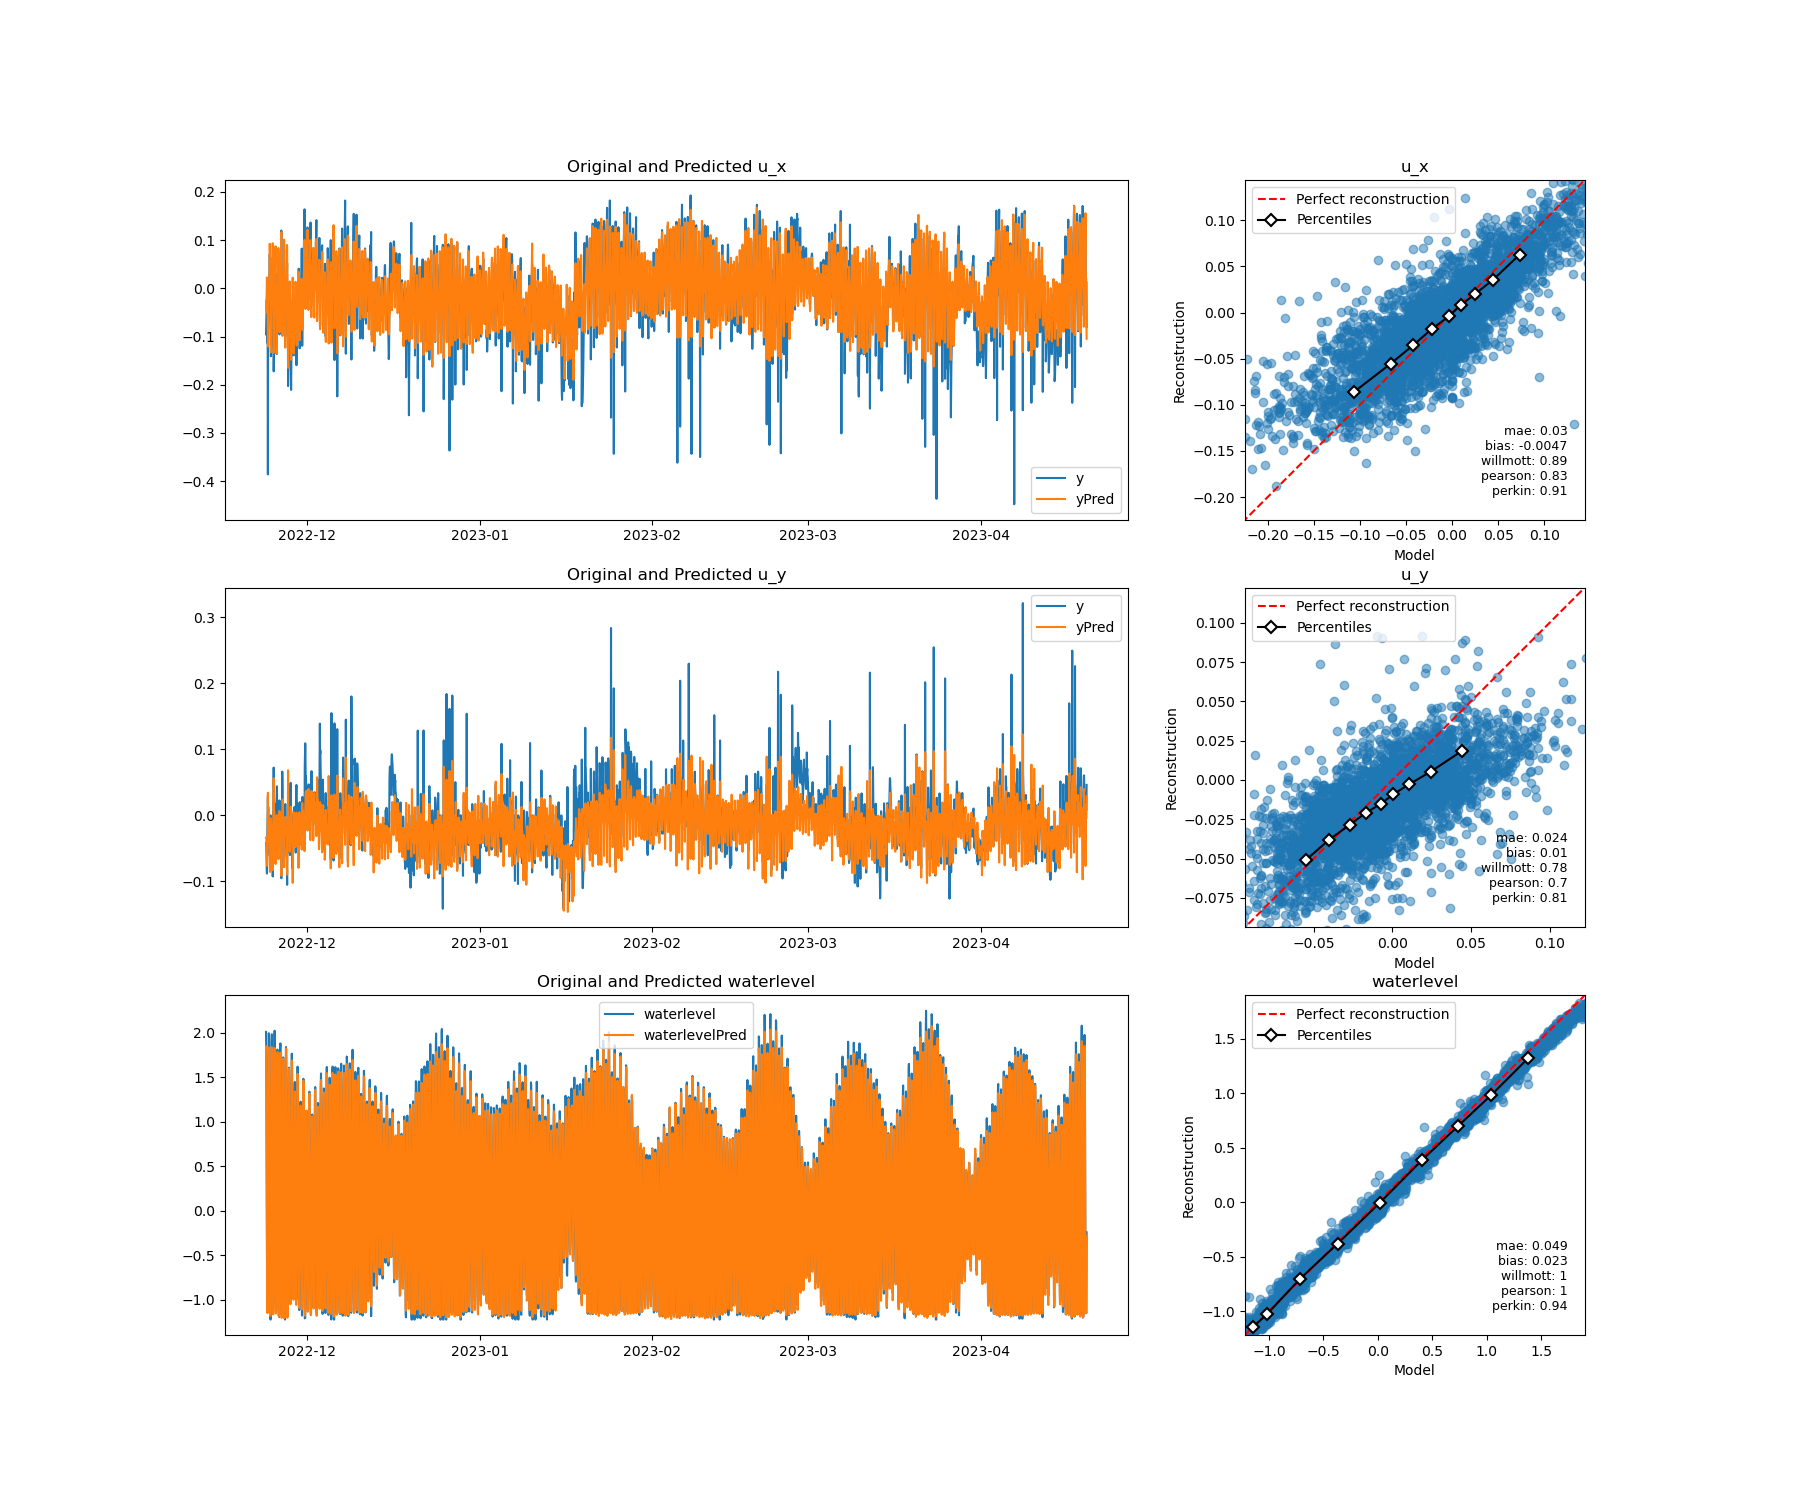 Original and Predicted u_x
0.2
0.1
0.0
−0.1
−0.2
−0.3
−0.4
y
yPred
2022-12 2023-01 2023-02 2023-03 2023-04
u_x
Perfect reconstruction
Percentiles
Reconstruction
0.10
0.05
0.00
−0.05
−0.10
−0.15
−0.20
mae: 0.03
bias: -0.0047
willmott: 0.89
pearson: 0.83
perkin: 0.91
−0.20 −0.15 −0.10 −0.05 0.00 0.05 0.10
Model
Original and Predicted u_y
0.3
0.2
0.1
0.0
−0.1
y
yPred
2022-12 2023-01 2023-02 2023-03 2023-04
u_y
Perfect reconstruction
Percentiles
Reconstruction
0.100
0.075
0.050
0.025
0.000
−0.025
−0.050
−0.075
mae: 0.024
bias: 0.01
willmott: 0.78
pearson: 0.7
perkin: 0.81
−0.05 0.00 0.05 0.10
Model
Original and Predicted waterlevel
2.0
1.5
1.0
0.5
0.0
−0.5
−1.0
waterlevel
waterlevelPred
2022-12 2023-01 2023-02 2023-03 2023-04
waterlevel
Perfect reconstruction
Percentiles
Reconstruction
1.5
1.0
0.5
0.0
−0.5
−1.0
mae: 0.049
bias: 0.023
willmott: 1
pearson: 1
perkin: 0.94
−1.0 −0.5 0.0 0.5 1.0 1.5
Model